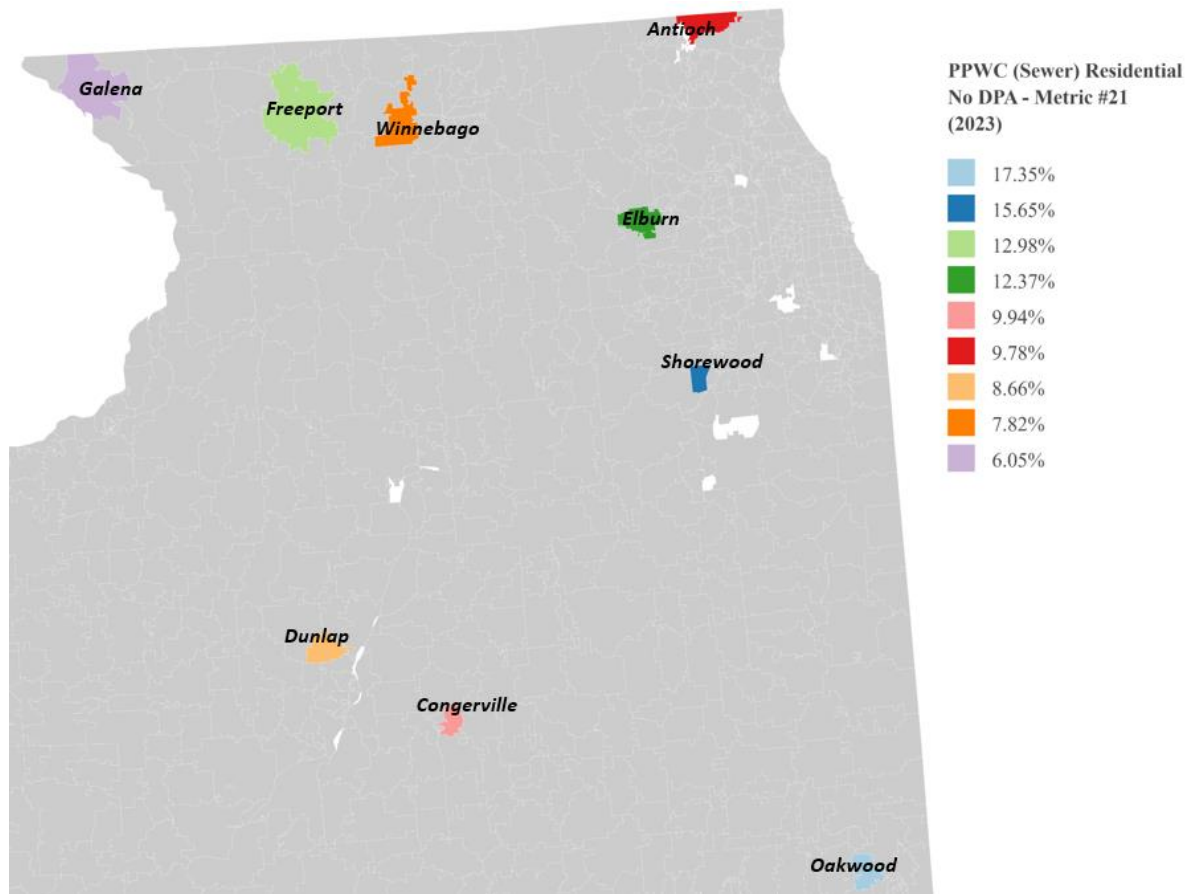 Antioch
Galena
Freeport
Winnebago
Elburn
Shorewood
Dunlap
Congerville
Oakwood
PPWC (Sewer) Residential
No DPA - Metric #21
(2023)
17.35%
15.65%
12.98%
12.37%
9.94%
9.78%
8.66%
7.82%
6.05%